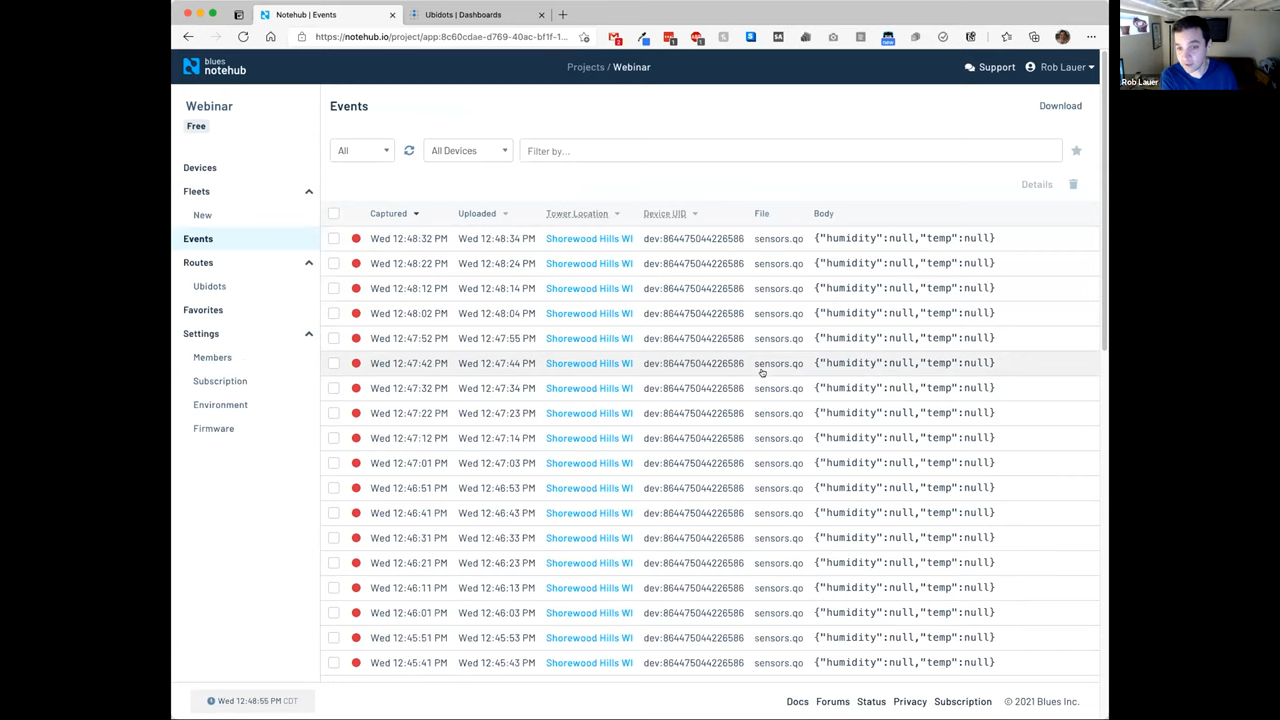 Notehub | Events
Ubidots | Dashboards
https://notehub.io/project/app:8c60cdae-d769-40ac-bf1f-1...
2
1
1
SA
new
blues
notehub
Projects / Webinar
Support
Rob Lauer
Rob Lauer
Webinar
Free
Devices
Fleets
New
Events
Routes
Ubidots
Favorites
Settings
Members
Subscription
Environment
Firmware
Events
Download
All
All Devices
Filter by...
Details
Captured Uploaded Tower Location Device UID File Body
Wed 12:48:32 PM Wed 12:48:34 PM Shorewood Hills WI dev:864475044226586 sensors.qo {"humidity":null,"temp":null}
Wed 12:48:22 PM Wed 12:48:24 PM Shorewood Hills WI dev:864475044226586 sensors.qo {"humidity":null,"temp":null}
Wed 12:48:12 PM Wed 12:48:14 PM Shorewood Hills WI dev:864475044226586 sensors.qo {"humidity":null,"temp":null}
Wed 12:48:02 PM Wed 12:48:04 PM Shorewood Hills WI dev:864475044226586 sensors.qo {"humidity":null,"temp":null}
Wed 12:47:52 PM Wed 12:47:55 PM Shorewood Hills WI dev:864475044226586 sensors.qo {"humidity":null,"temp":null}
Wed 12:47:42 PM Wed 12:47:44 PM Shorewood Hills WI dev:864475044226586 sensors.qo {"humidity":null,"temp":null}
Wed 12:47:32 PM Wed 12:47:34 PM Shorewood Hills WI dev:864475044226586 sensors.qo {"humidity":null,"temp":null}
Wed 12:47:22 PM Wed 12:47:23 PM Shorewood Hills WI dev:864475044226586 sensors.qo {"humidity":null,"temp":null}
Wed 12:47:12 PM Wed 12:47:14 PM Shorewood Hills WI dev:864475044226586 sensors.qo {"humidity":null,"temp":null}
Wed 12:47:01 PM Wed 12:47:03 PM Shorewood Hills WI dev:864475044226586 sensors.qo {"humidity":null,"temp":null}
Wed 12:46:51 PM Wed 12:46:53 PM Shorewood Hills WI dev:864475044226586 sensors.qo {"humidity":null,"temp":null}
Wed 12:46:41 PM Wed 12:46:43 PM Shorewood Hills WI dev:864475044226586 sensors.qo {"humidity":null,"temp":null}
Wed 12:46:31 PM Wed 12:46:33 PM Shorewood Hills WI dev:864475044226586 sensors.qo {"humidity":null,"temp":null}
Wed 12:46:21 PM Wed 12:46:23 PM Shorewood Hills WI dev:864475044226586 sensors.qo {"humidity":null,"temp":null}
Wed 12:46:11 PM Wed 12:46:13 PM Shorewood Hills WI dev:864475044226586 sensors.qo {"humidity":null,"temp":null}
Wed 12:46:01 PM Wed 12:46:03 PM Shorewood Hills WI dev:864475044226586 sensors.qo {"humidity":null,"temp":null}
Wed 12:45:51 PM Wed 12:45:53 PM Shorewood Hills WI dev:864475044226586 sensors.qo {"humidity":null,"temp":null}
Wed 12:45:41 PM Wed 12:45:43 PM Shorewood Hills WI dev:864475044226586 sensors.qo {"humidity":null,"temp":null}
Wed 12:48:55 PM CDT
Docs Forums Status Privacy Subscription © 2021 Blues Inc.